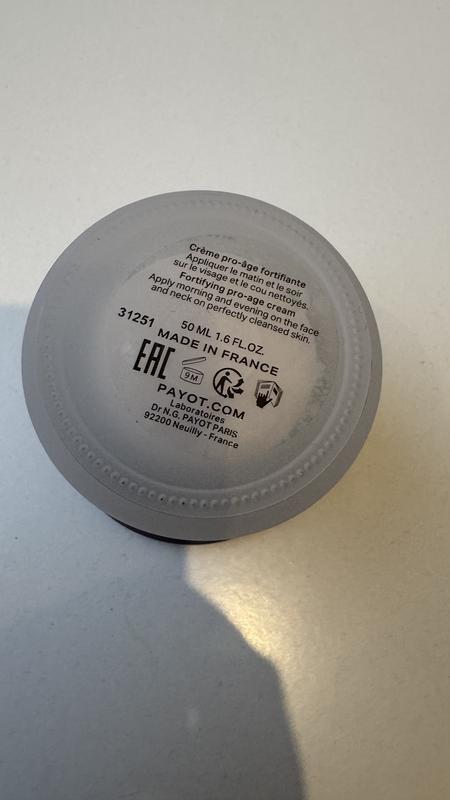 Crème pro-âge fortifiante
Appliquer le matin et le soir
sur le visage et le cou nettoyés.
Fortifying pro-age cream
Apply morning and evening on the face
and neck on perfectly cleansed skin.
50 ML 1.6 FL.OZ.
31251 MADE IN FRANCE
EAC 9M
PAYOT.COM
Laboratoires
Dr N.G. PAYOT PARIS
92200 Neuilly - France